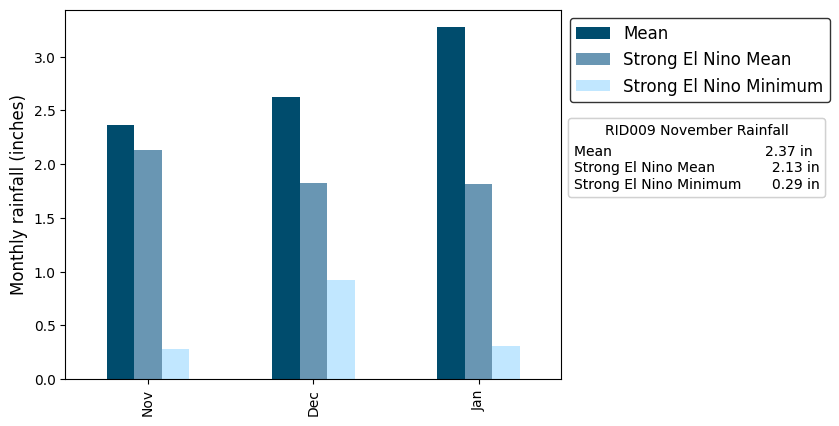 Monthly rainfall (inches)
3.0
2.5
2.0
1.5
1.0
0.5
0.0
Nov
Dec
Jan
Mean
Strong El Nino Mean
Strong El Nino Minimum
RID009 November Rainfall
Mean 2.37 in
Strong El Nino Mean 2.13 in
Strong El Nino Minimum 0.29 in